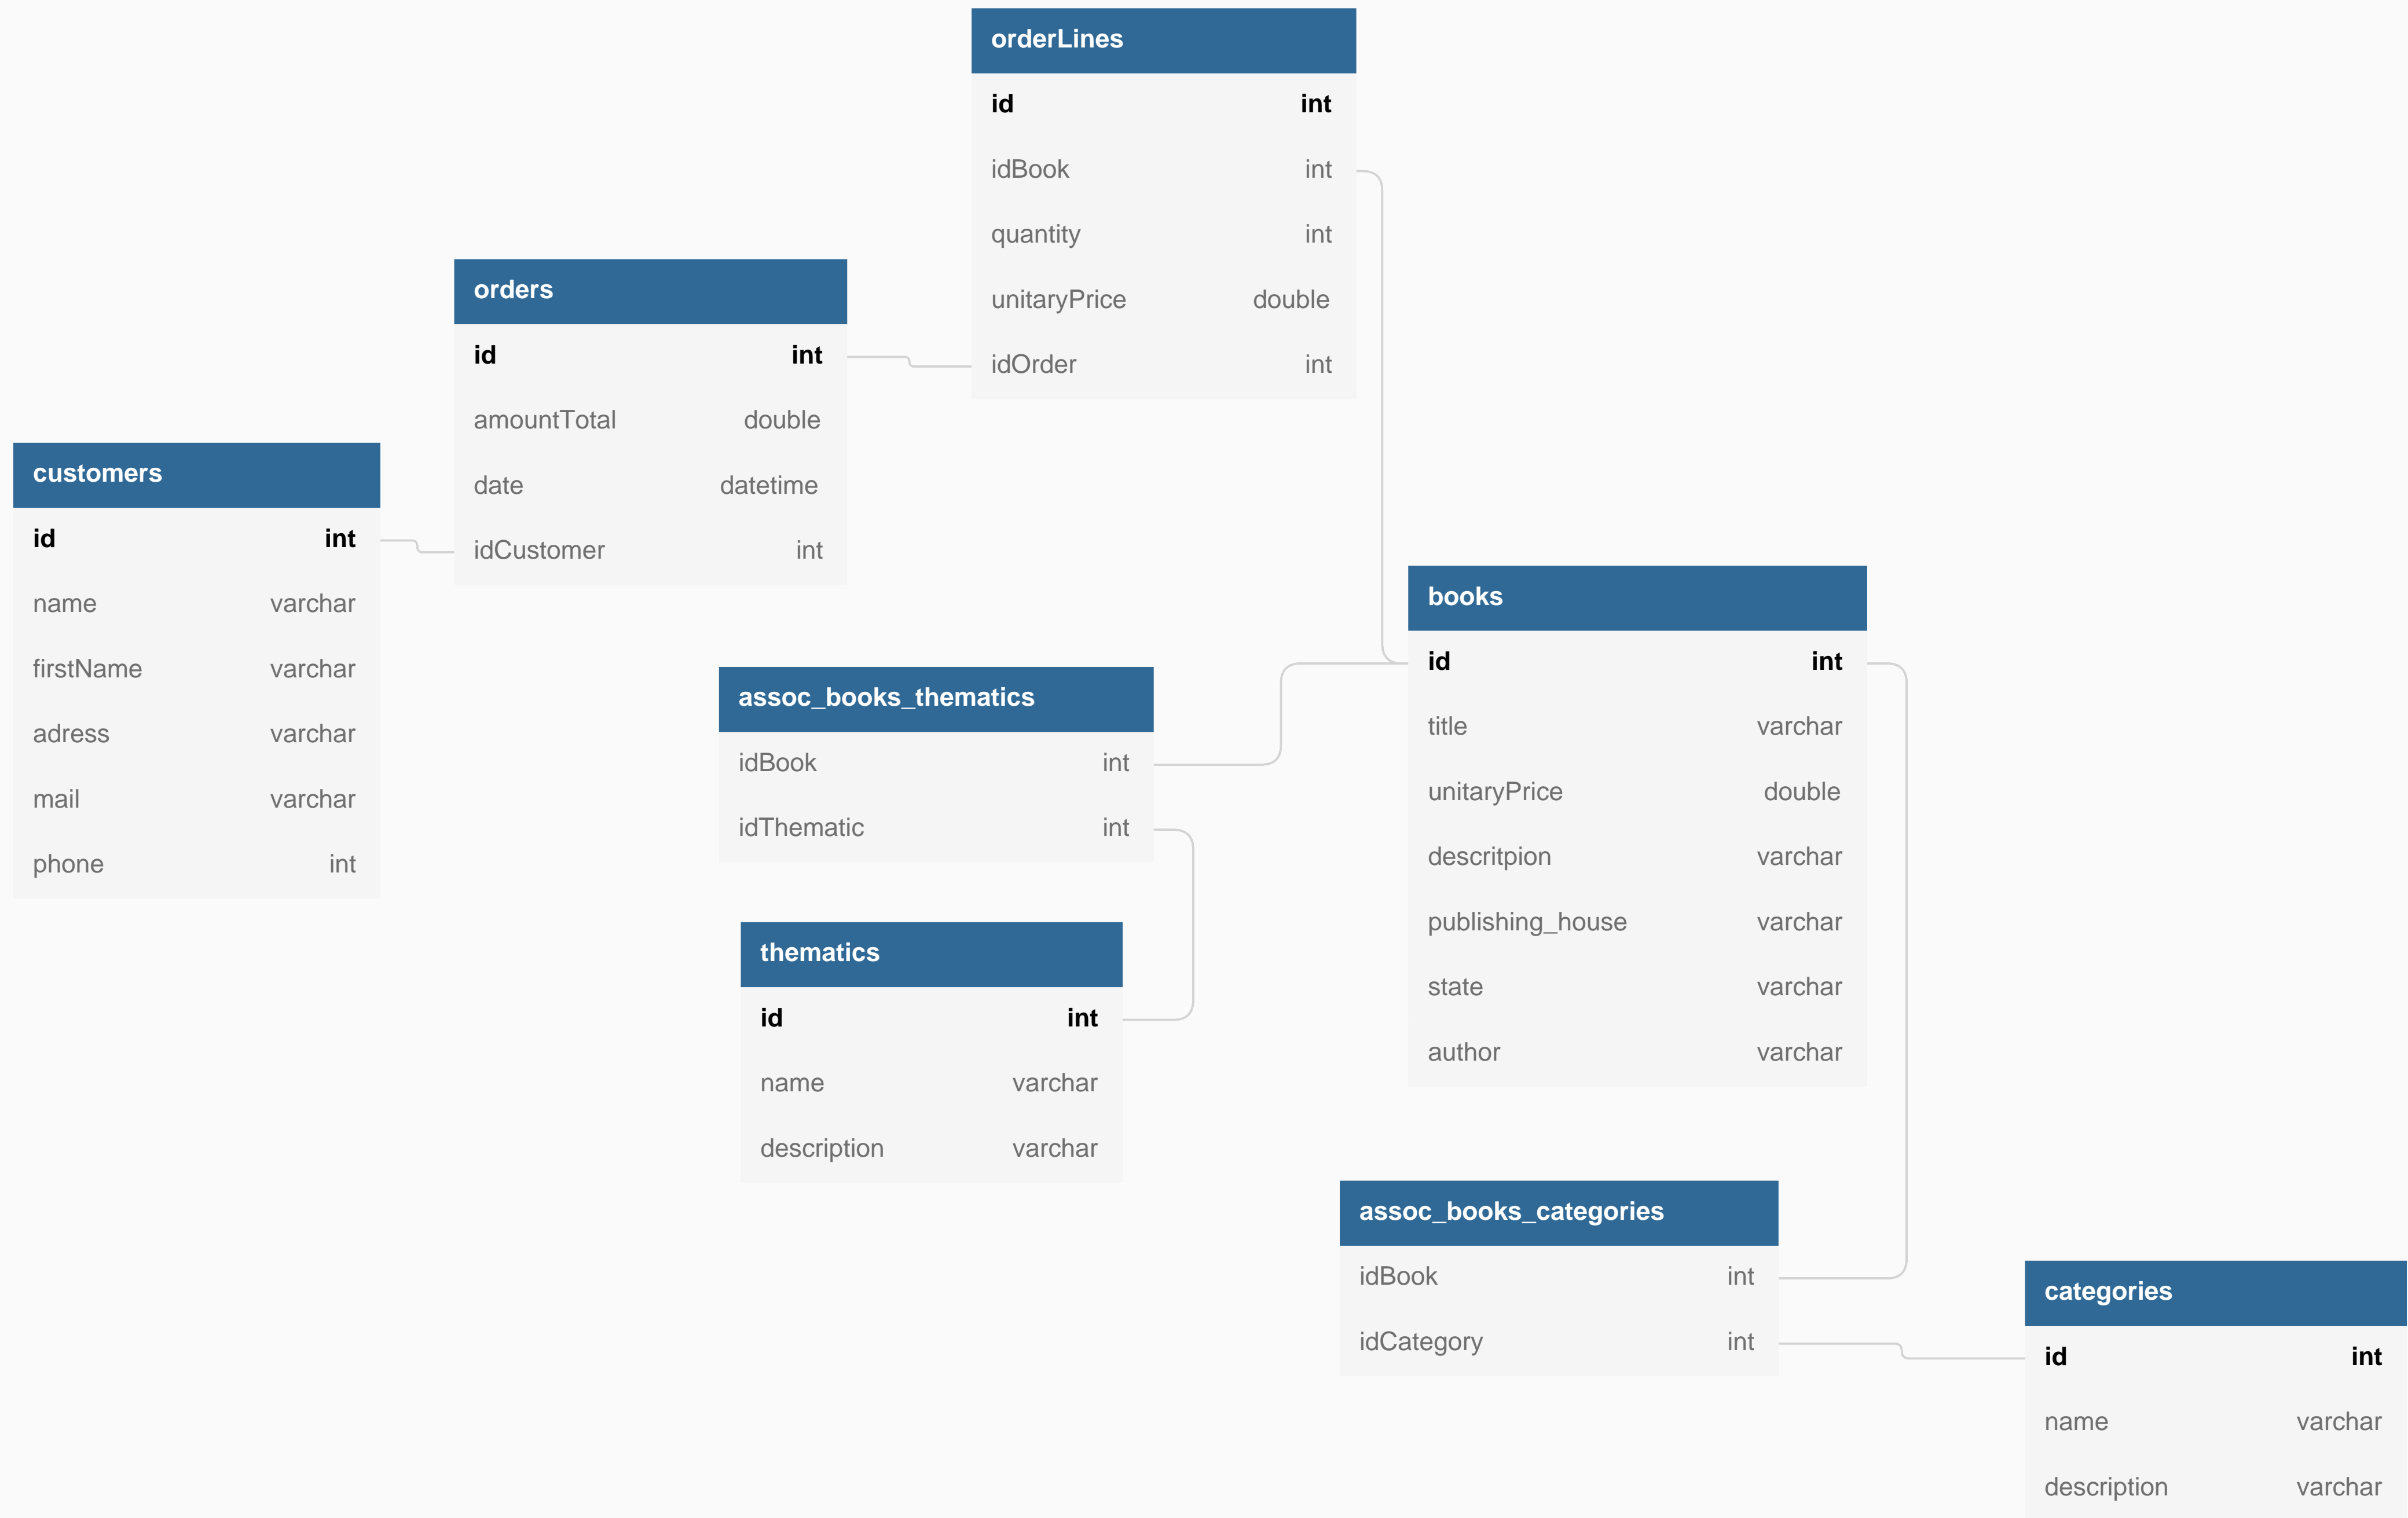 orderLines
id int
idBook int
quantity int
unitaryPrice double
idOrder int
orders
id int
amountTotal double
date datetime
idCustomer int
customers
id int
name varchar
firstName varchar
adress varchar
mail varchar
phone int
books
id int
title varchar
unitaryPrice double
descritpion varchar
publishing_house varchar
state varchar
author varchar
assoc_books_thematics
idBook int
idThematic int
thematics
id int
name varchar
description varchar
assoc_books_categories
idBook int
idCategory int
categories
id int
name varchar
description varchar